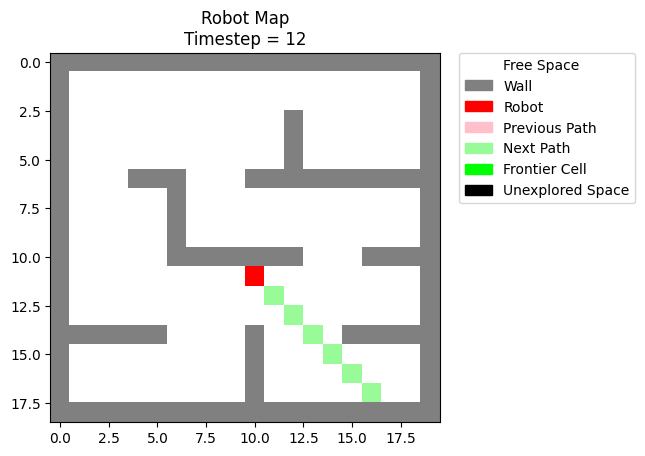 Robot Map
Timestep = 12
0.0
2.5
5.0
7.5
10.0
12.5
15.0
17.5
0.0
2.5
5.0
7.5
10.0
12.5
15.0
17.5
Free Space
Wall
Robot
Previous Path
Next Path
Frontier Cell
Unexplored Space